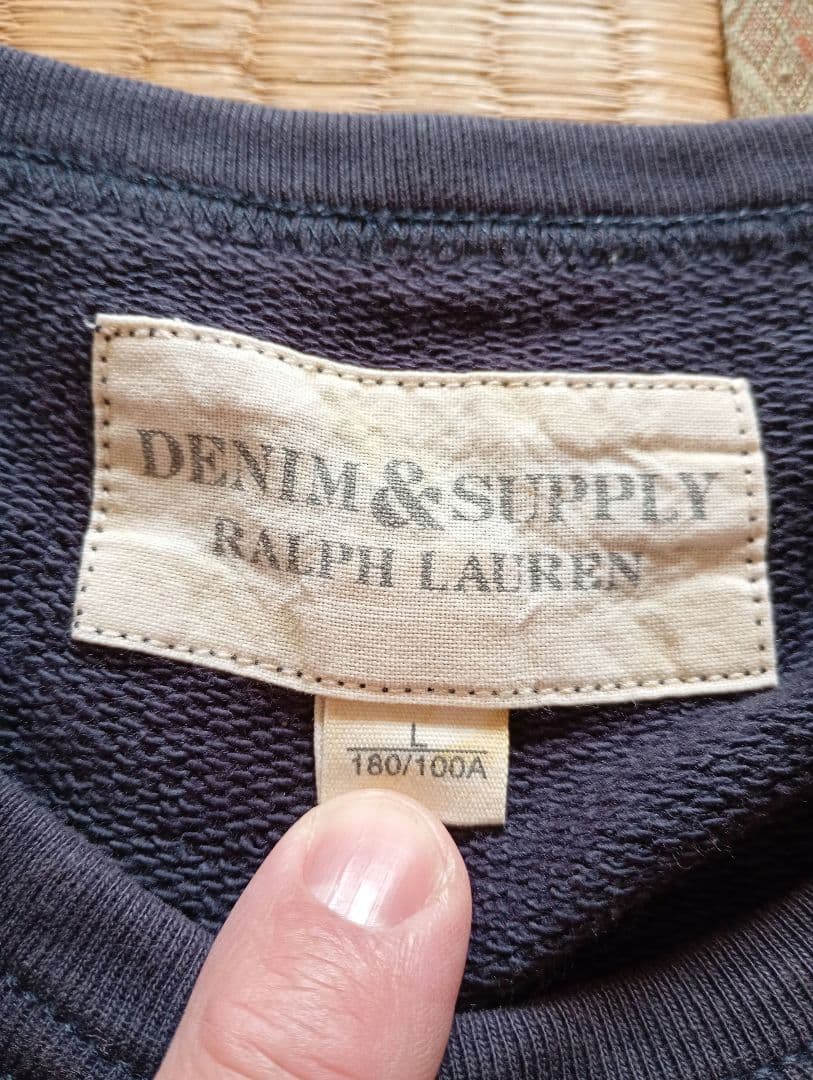 DENIM & SUPPLY
RALPH LAUREN
L
180/100A